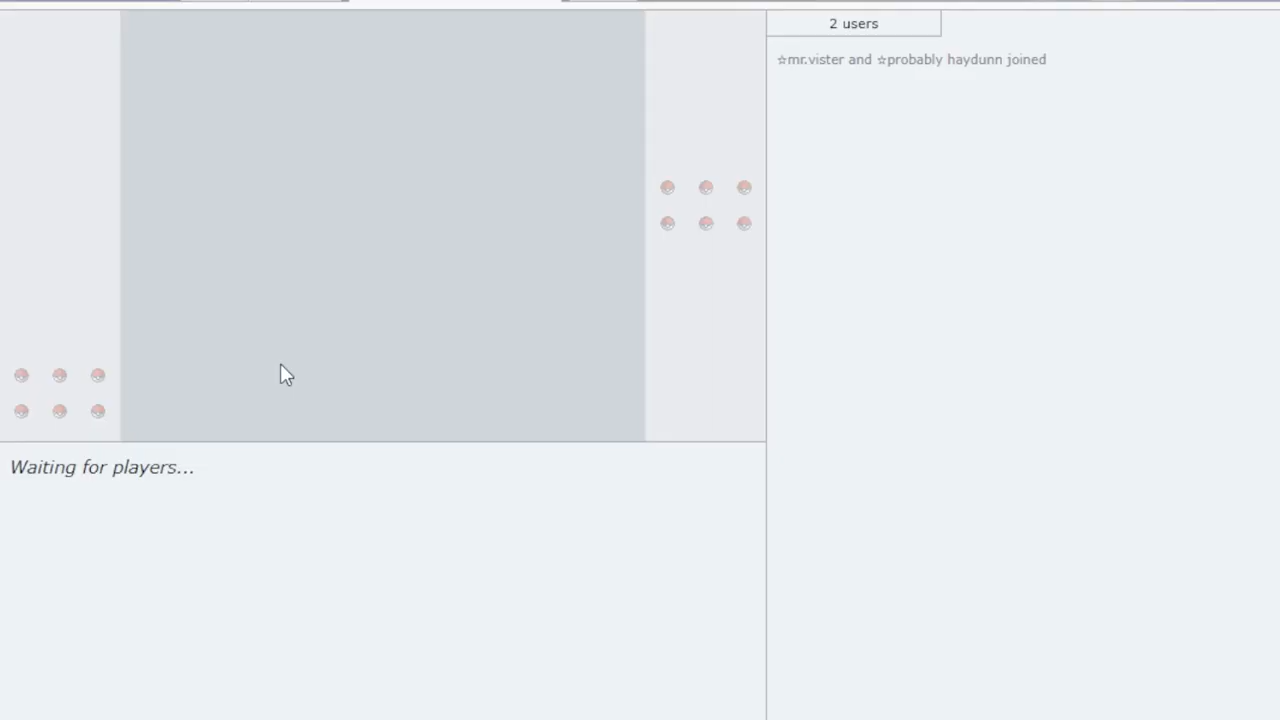 2 users
☆mr.vister and ☆probably haydunn joined
Waiting for players...